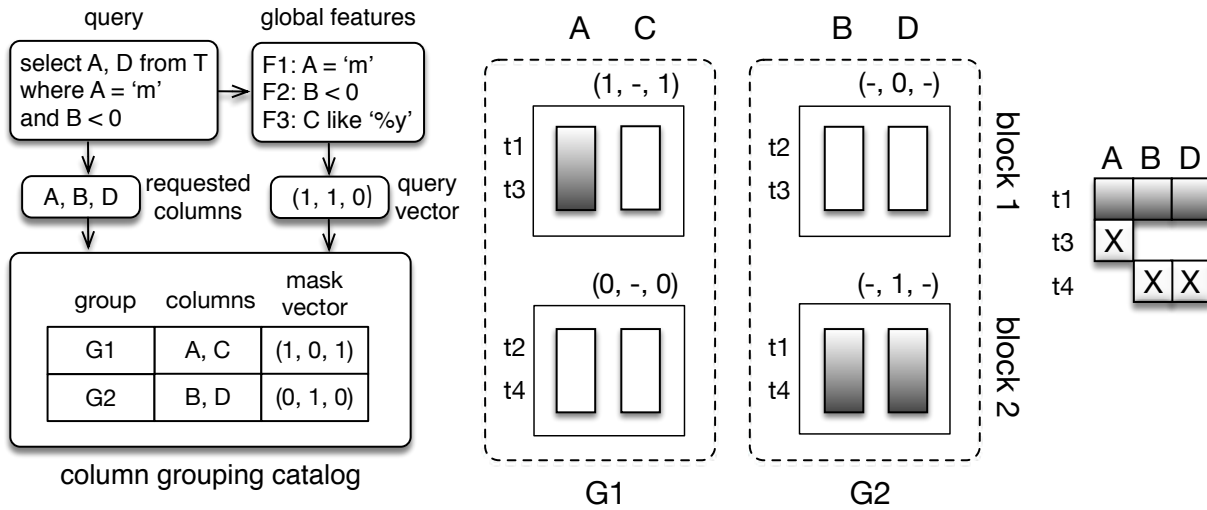 query
select A, D from T
where A = ‘m’
and B < 0
global features
F1: A = ‘m’
F2: B < 0
F3: C like ‘%y’
A, B, D
requested
columns
(1, 1, 0)
query
vector
group columns mask
vector
G1 A, C (1, 0, 1)
G2 B, D (0, 1, 0)
column grouping catalog
A C
(1, -, 1)
t1
t3
(0, -, 0)
t2
t4
G1
B D
(-, 0, -)
t2
t3
block 1
(-, 1, -)
t1
t4
block 2
G2
A B D
t1
t3 X
t4 X X